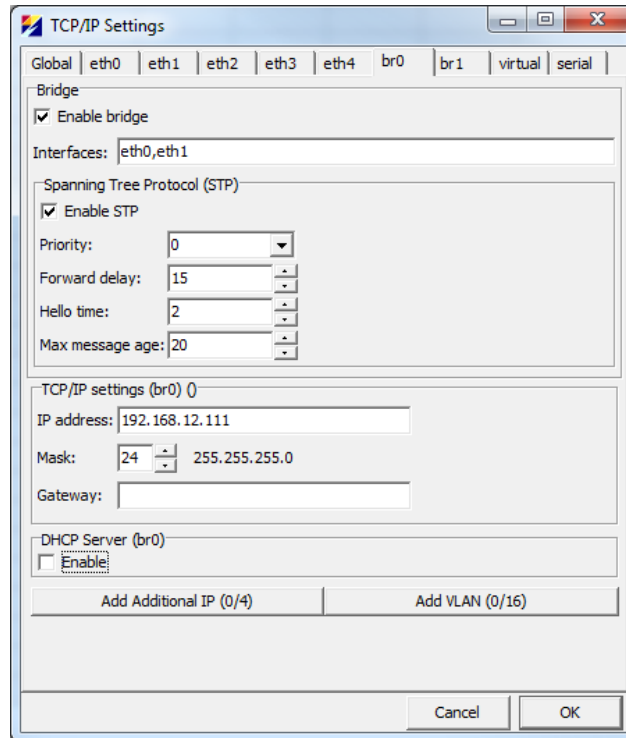 TCP/IP Settings
Global eth0 eth1 eth2 eth3 eth4 br0 br1 virtual serial
Bridge
Enable bridge
Interfaces: eth0,eth1
Spanning Tree Protocol (STP)
Enable STP
Priority: 0
Forward delay: 15
Hello time: 2
Max message age: 20
TCP/IP settings (br0) ()
IP address: 192.168.12.111
Mask: 24 255.255.255.0
Gateway:
DHCP Server (br0)
Enable
Add Additional IP (0/4) Add VLAN (0/16)
Cancel OK